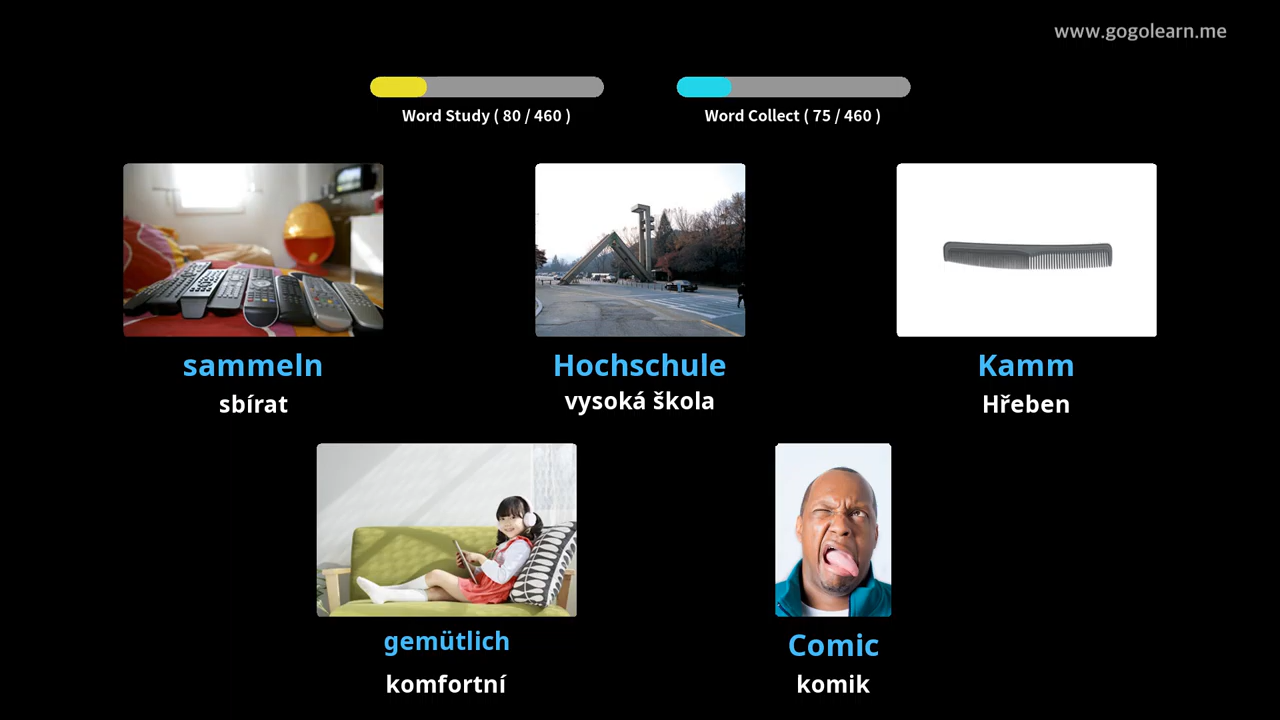 www.gogolearn.me
Word Study ( 80 / 460 )
Word Collect ( 75 / 460 )
sammeln
sbírat
Hochschule
vysoká škola
Kamm
Hřeben
gemütlich
komfortní
Comic
komik